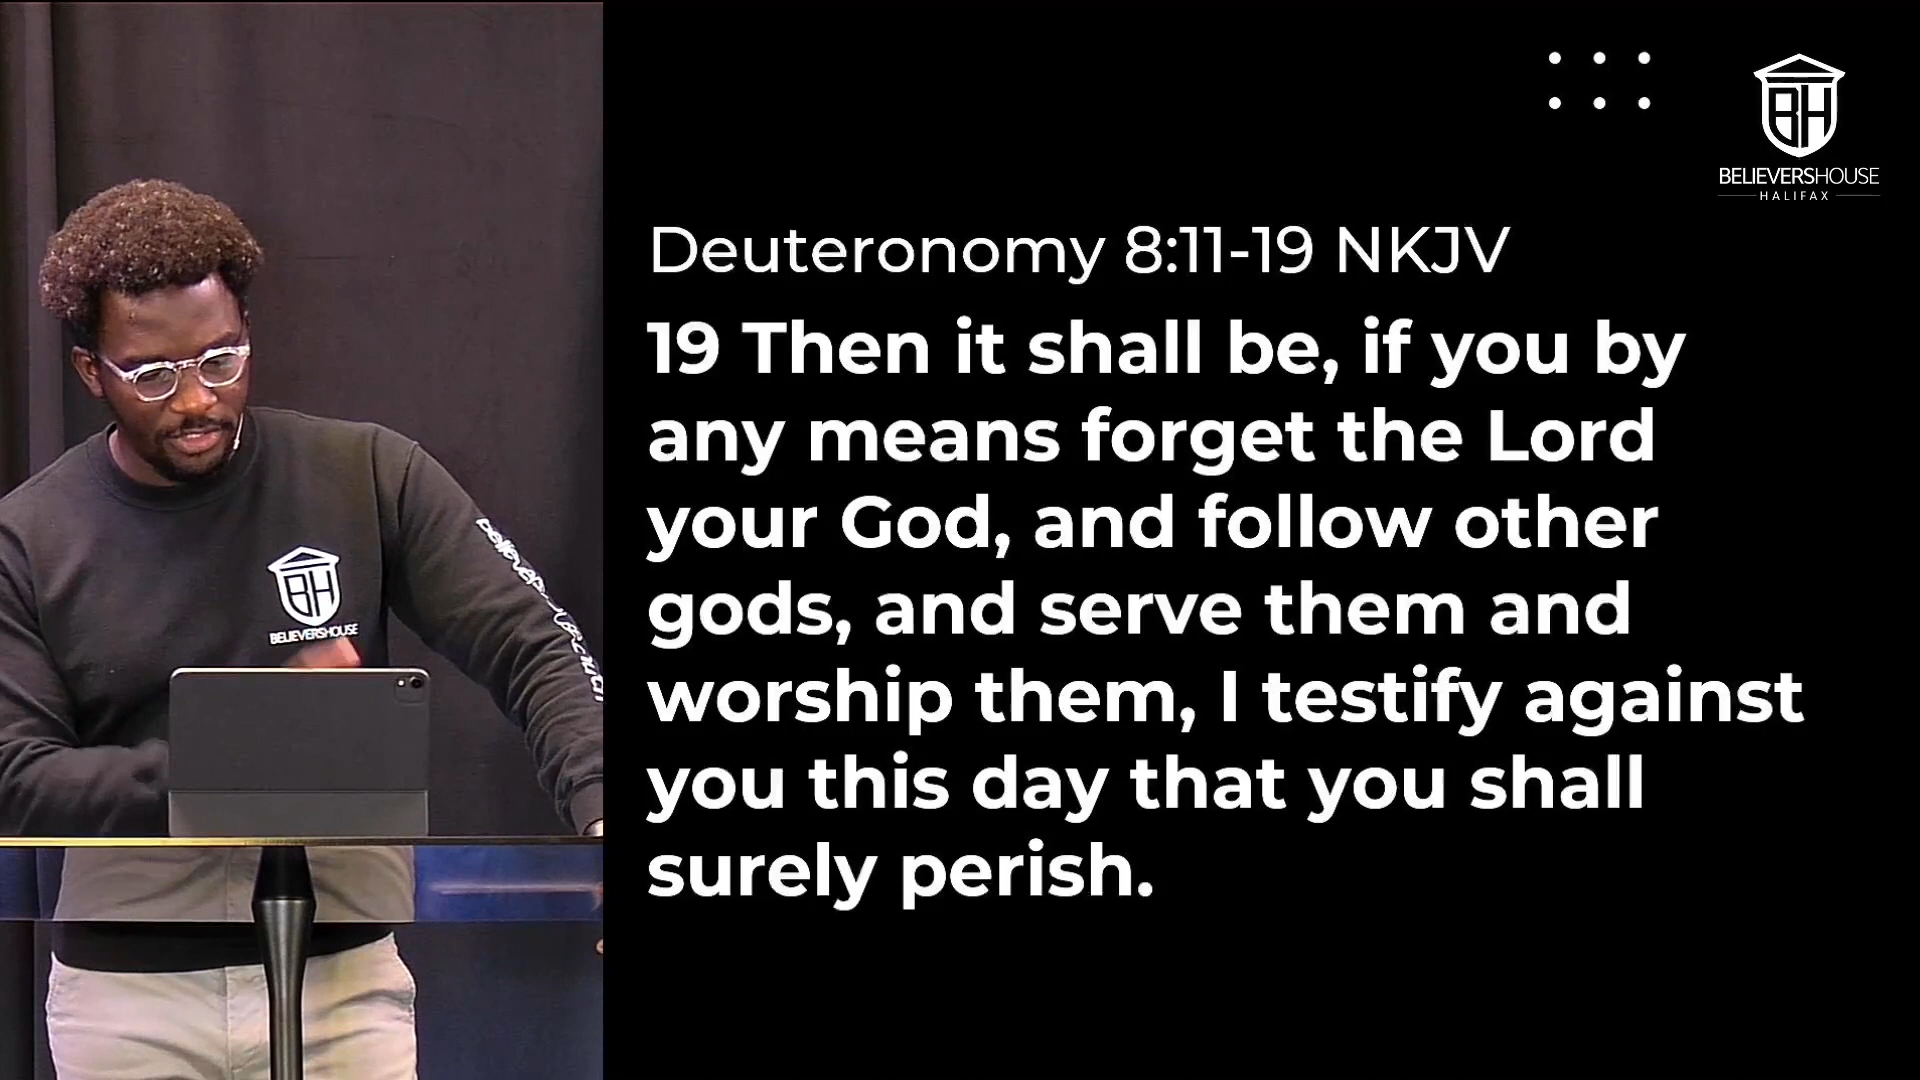 BH
BELIEVERSHOUSE
HALIFAX
Deuteronomy 8:11-19 NKJV
19 Then it shall be, if you by
any means forget the Lord
your God, and follow other
gods, and serve them and
worship them, I testify against
you this day that you shall
surely perish.
BH
BELIEVERSHOUSE